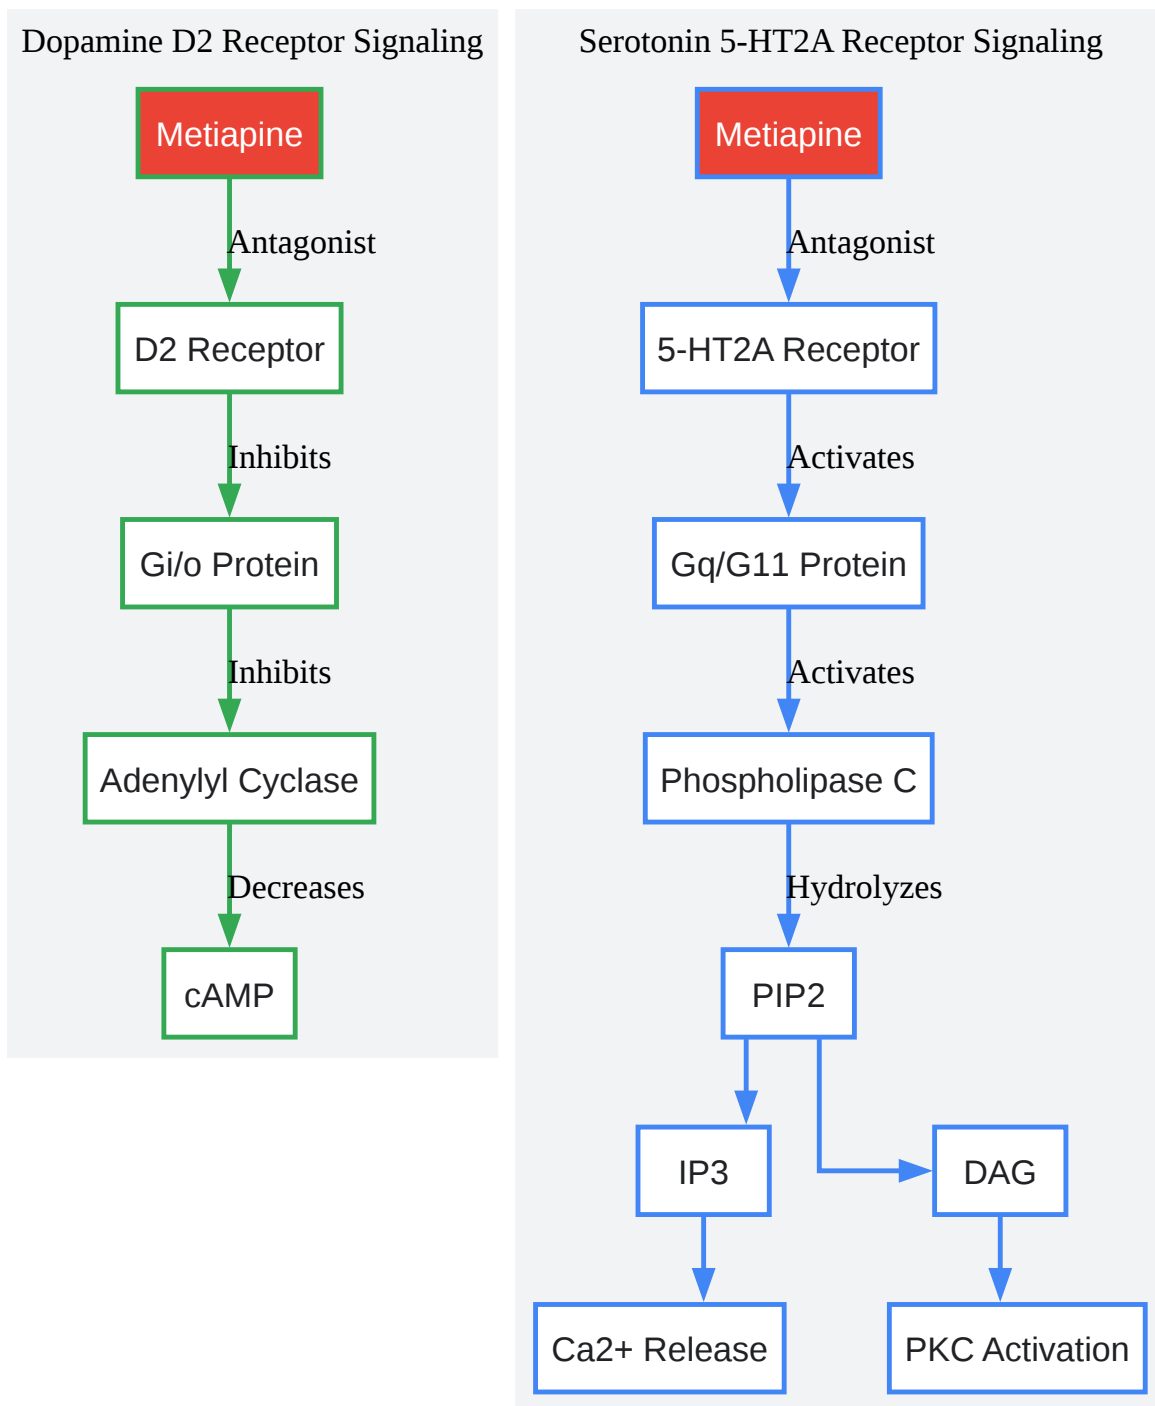 Dopamine D2 Receptor Signaling
Metiapine
Antagonist
D2 Receptor
Inhibits
Gi/o Protein
Inhibits
Adenylyl Cyclase
Decreases
cAMP
Serotonin 5-HT2A Receptor Signaling
Metiapine
Antagonist
5-HT2A Receptor
Activates
Gq/G11 Protein
Activates
Phospholipase C
Hydrolyzes
PIP2
IP3
DAG
Ca2+ Release
PKC Activation